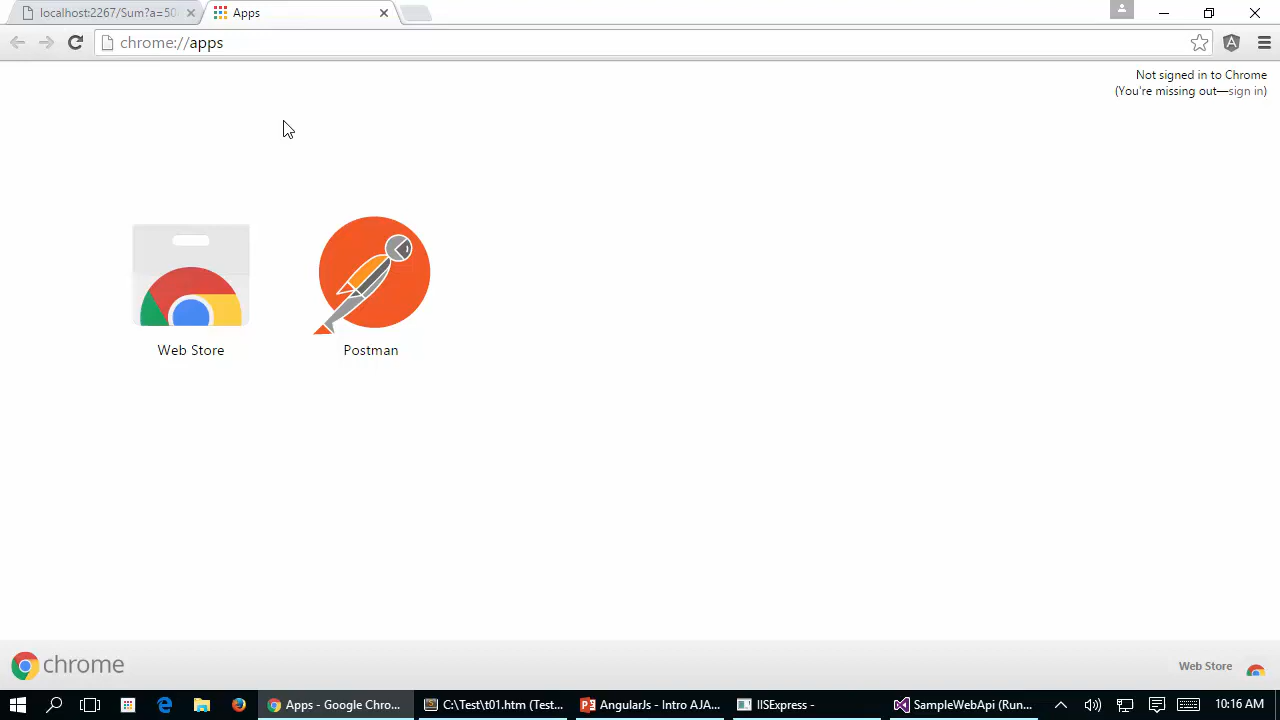 localhost:2267/Sum?a=50
Apps
chrome://apps
Not signed in to Chrome
(You're missing out—sign in)
Web Store
Postman
chrome
Web Store
Apps - Google Chro...
C:\Test\t01.htm (Test...
AngularJs - Intro AJA...
IISExpress -
SampleWebApi (Run...
10:16 AM